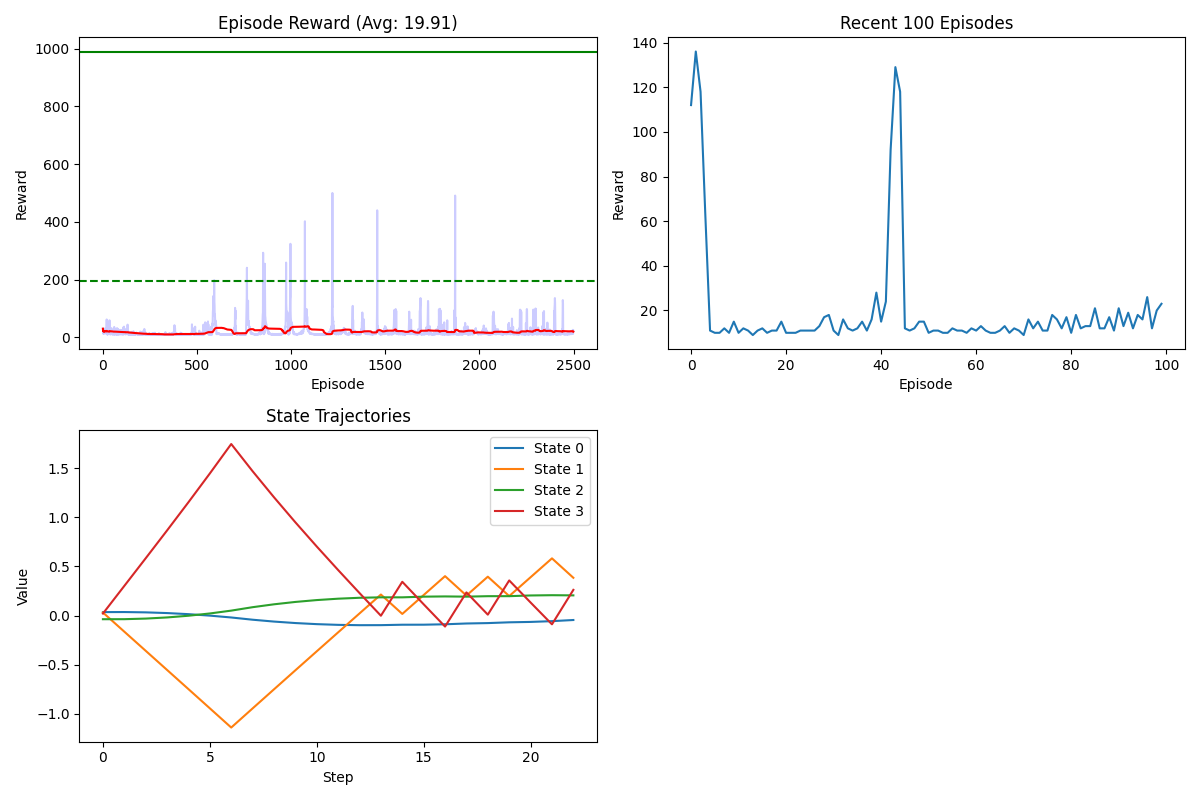 Episode Reward (Avg: 19.91)
Reward
1000
800
600
400
200
0
0 500 1000 1500 2000 2500
Episode
Recent 100 Episodes
Reward
140
120
100
80
60
40
20
0 20 40 60 80 100
Episode
State Trajectories
Value
1.5
1.0
0.5
0.0
−0.5
−1.0
State 0
State 1
State 2
State 3
0 5 10 15 20
Step